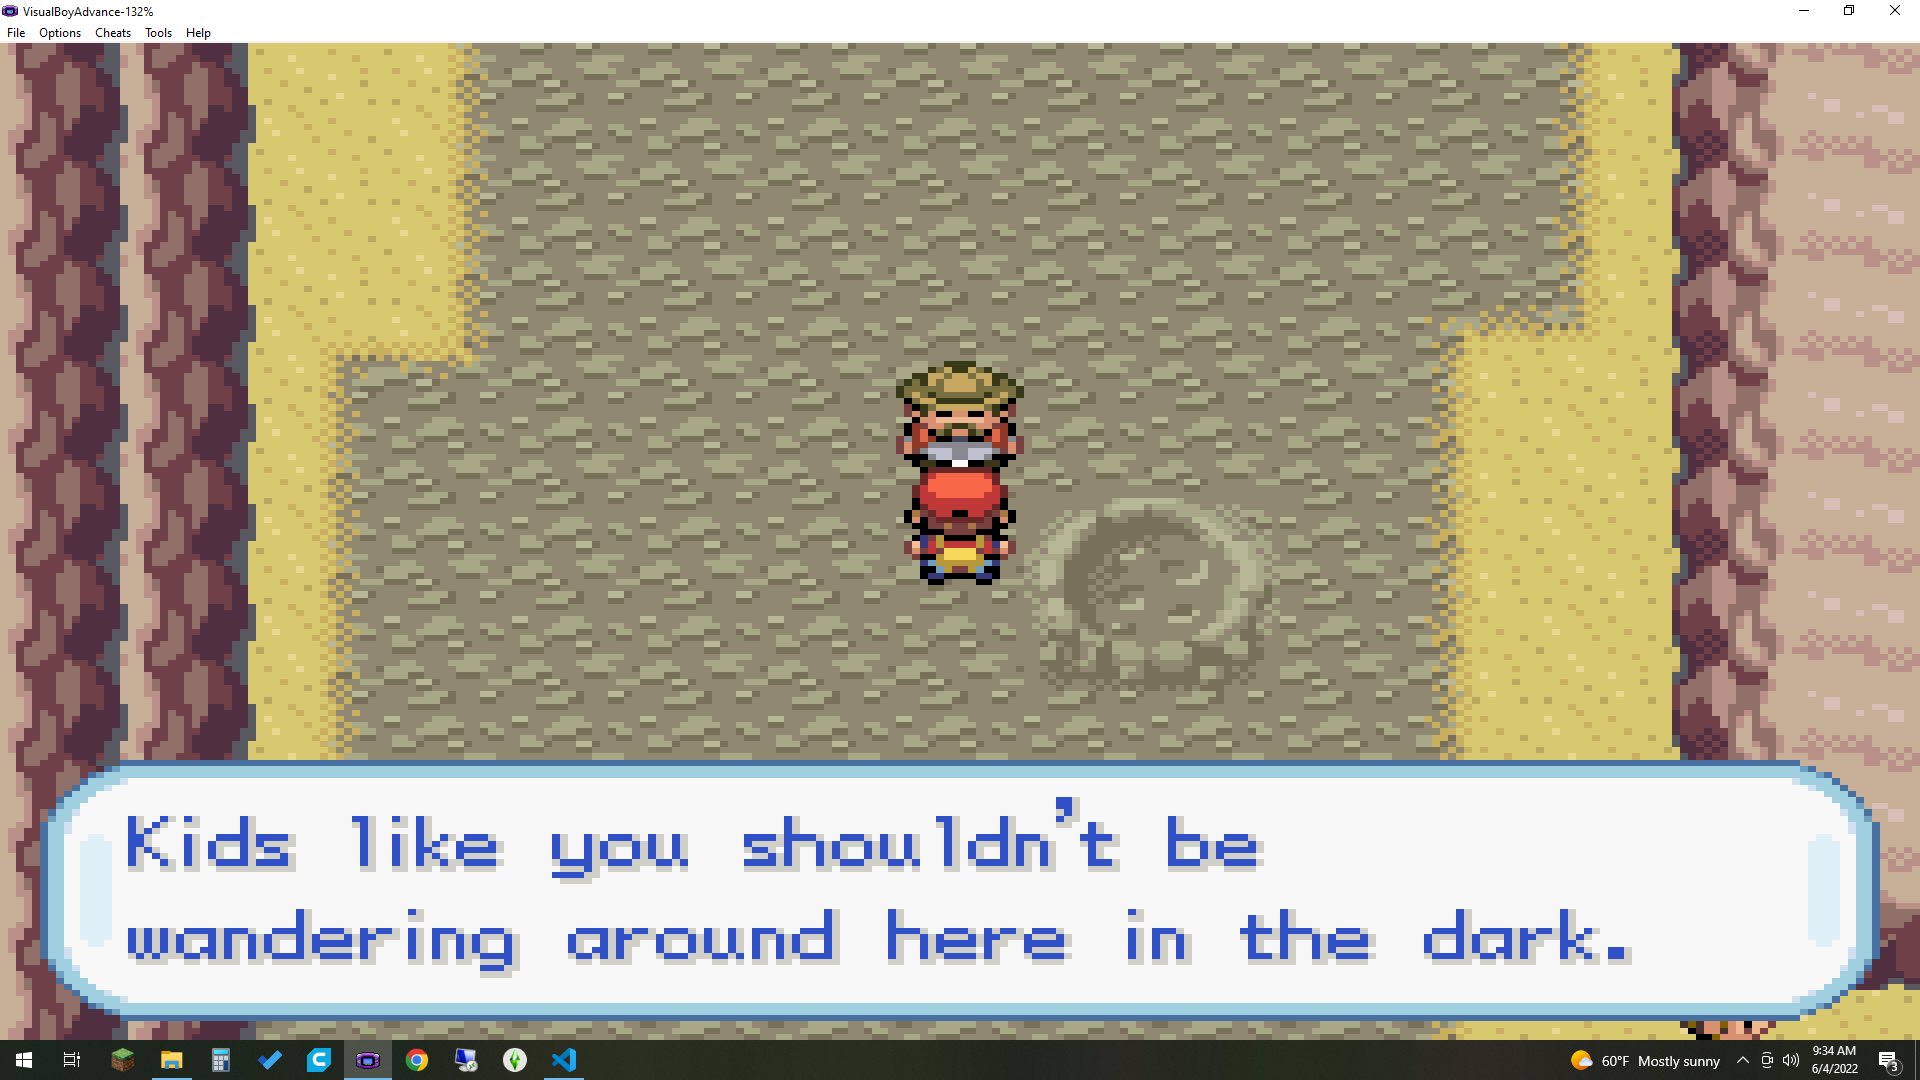 VisualBoyAdvance-132%
File Options Cheats Tools Help
Kids like you shouldn't be
wandering around here in the dark.
60°F Mostly sunny
9:34 AM
6/4/2022
3